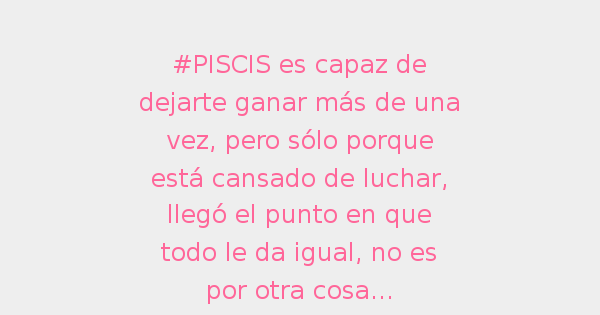 #PISCIS es capaz de
dejarte ganar más de una
vez, pero sólo porque
está cansado de luchar,
llegó el punto en que
todo le da igual, no es
por otra cosa...